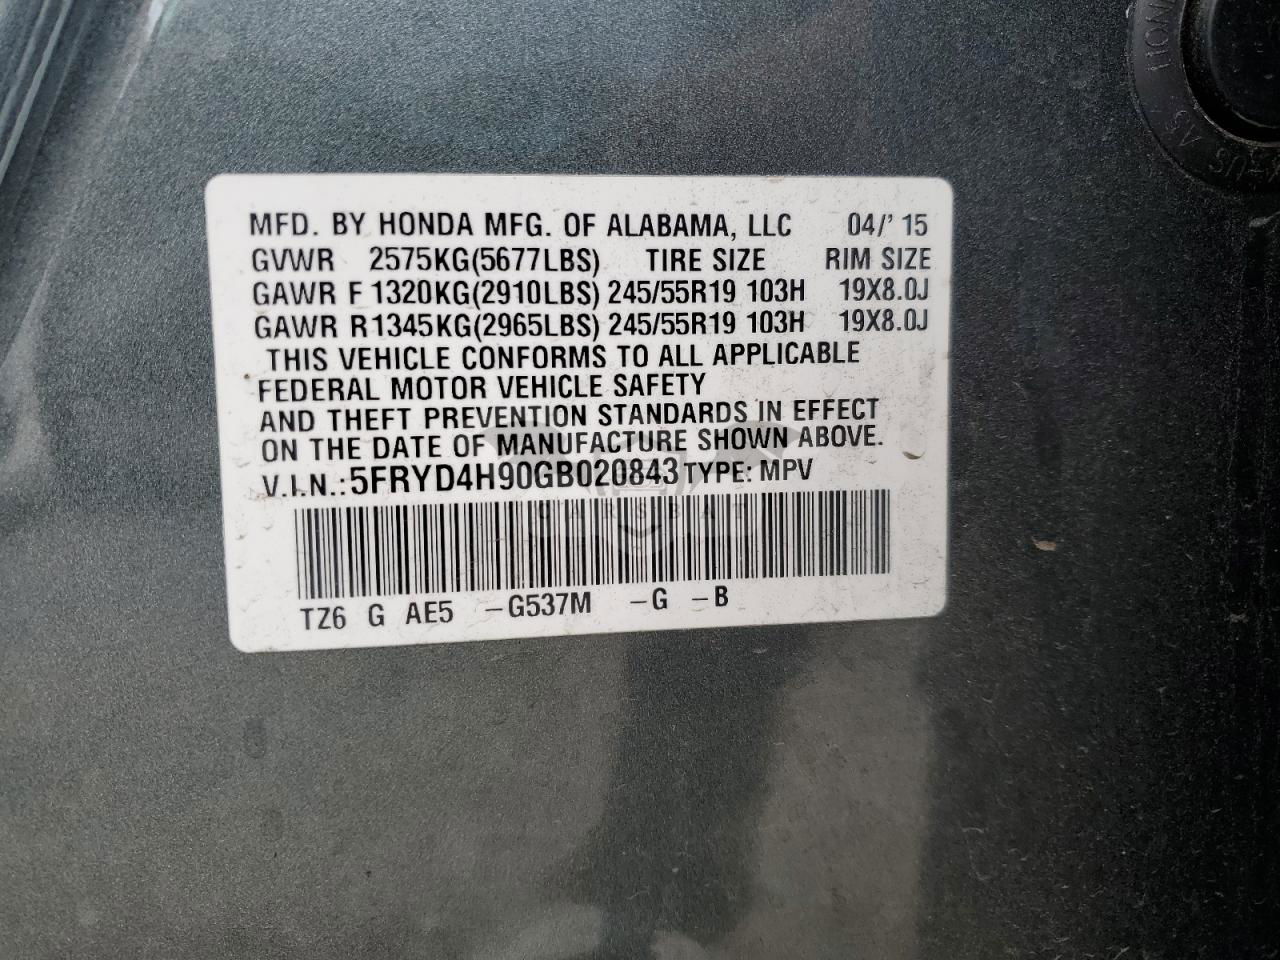 MFD. BY HONDA MFG. OF ALABAMA, LLC 04/' 15
GVWR 2575KG(5677LBS) TIRE SIZE RIM SIZE
GAWR F 1320KG(2910LBS) 245/55R19 103H 19X8.0J
GAWR R1345KG(2965LBS) 245/55R19 103H 19X8.0J
THIS VEHICLE CONFORMS TO ALL APPLICABLE
FEDERAL MOTOR VEHICLE SAFETY
AND THEFT PREVENTION STANDARDS IN EFFECT
ON THE DATE OF MANUFACTURE SHOWN ABOVE.
V.I.N.:5FRYD4H90GB020843 TYPE: MPV
CARSBAT
TZ6 G AE5 -G537M -G -B